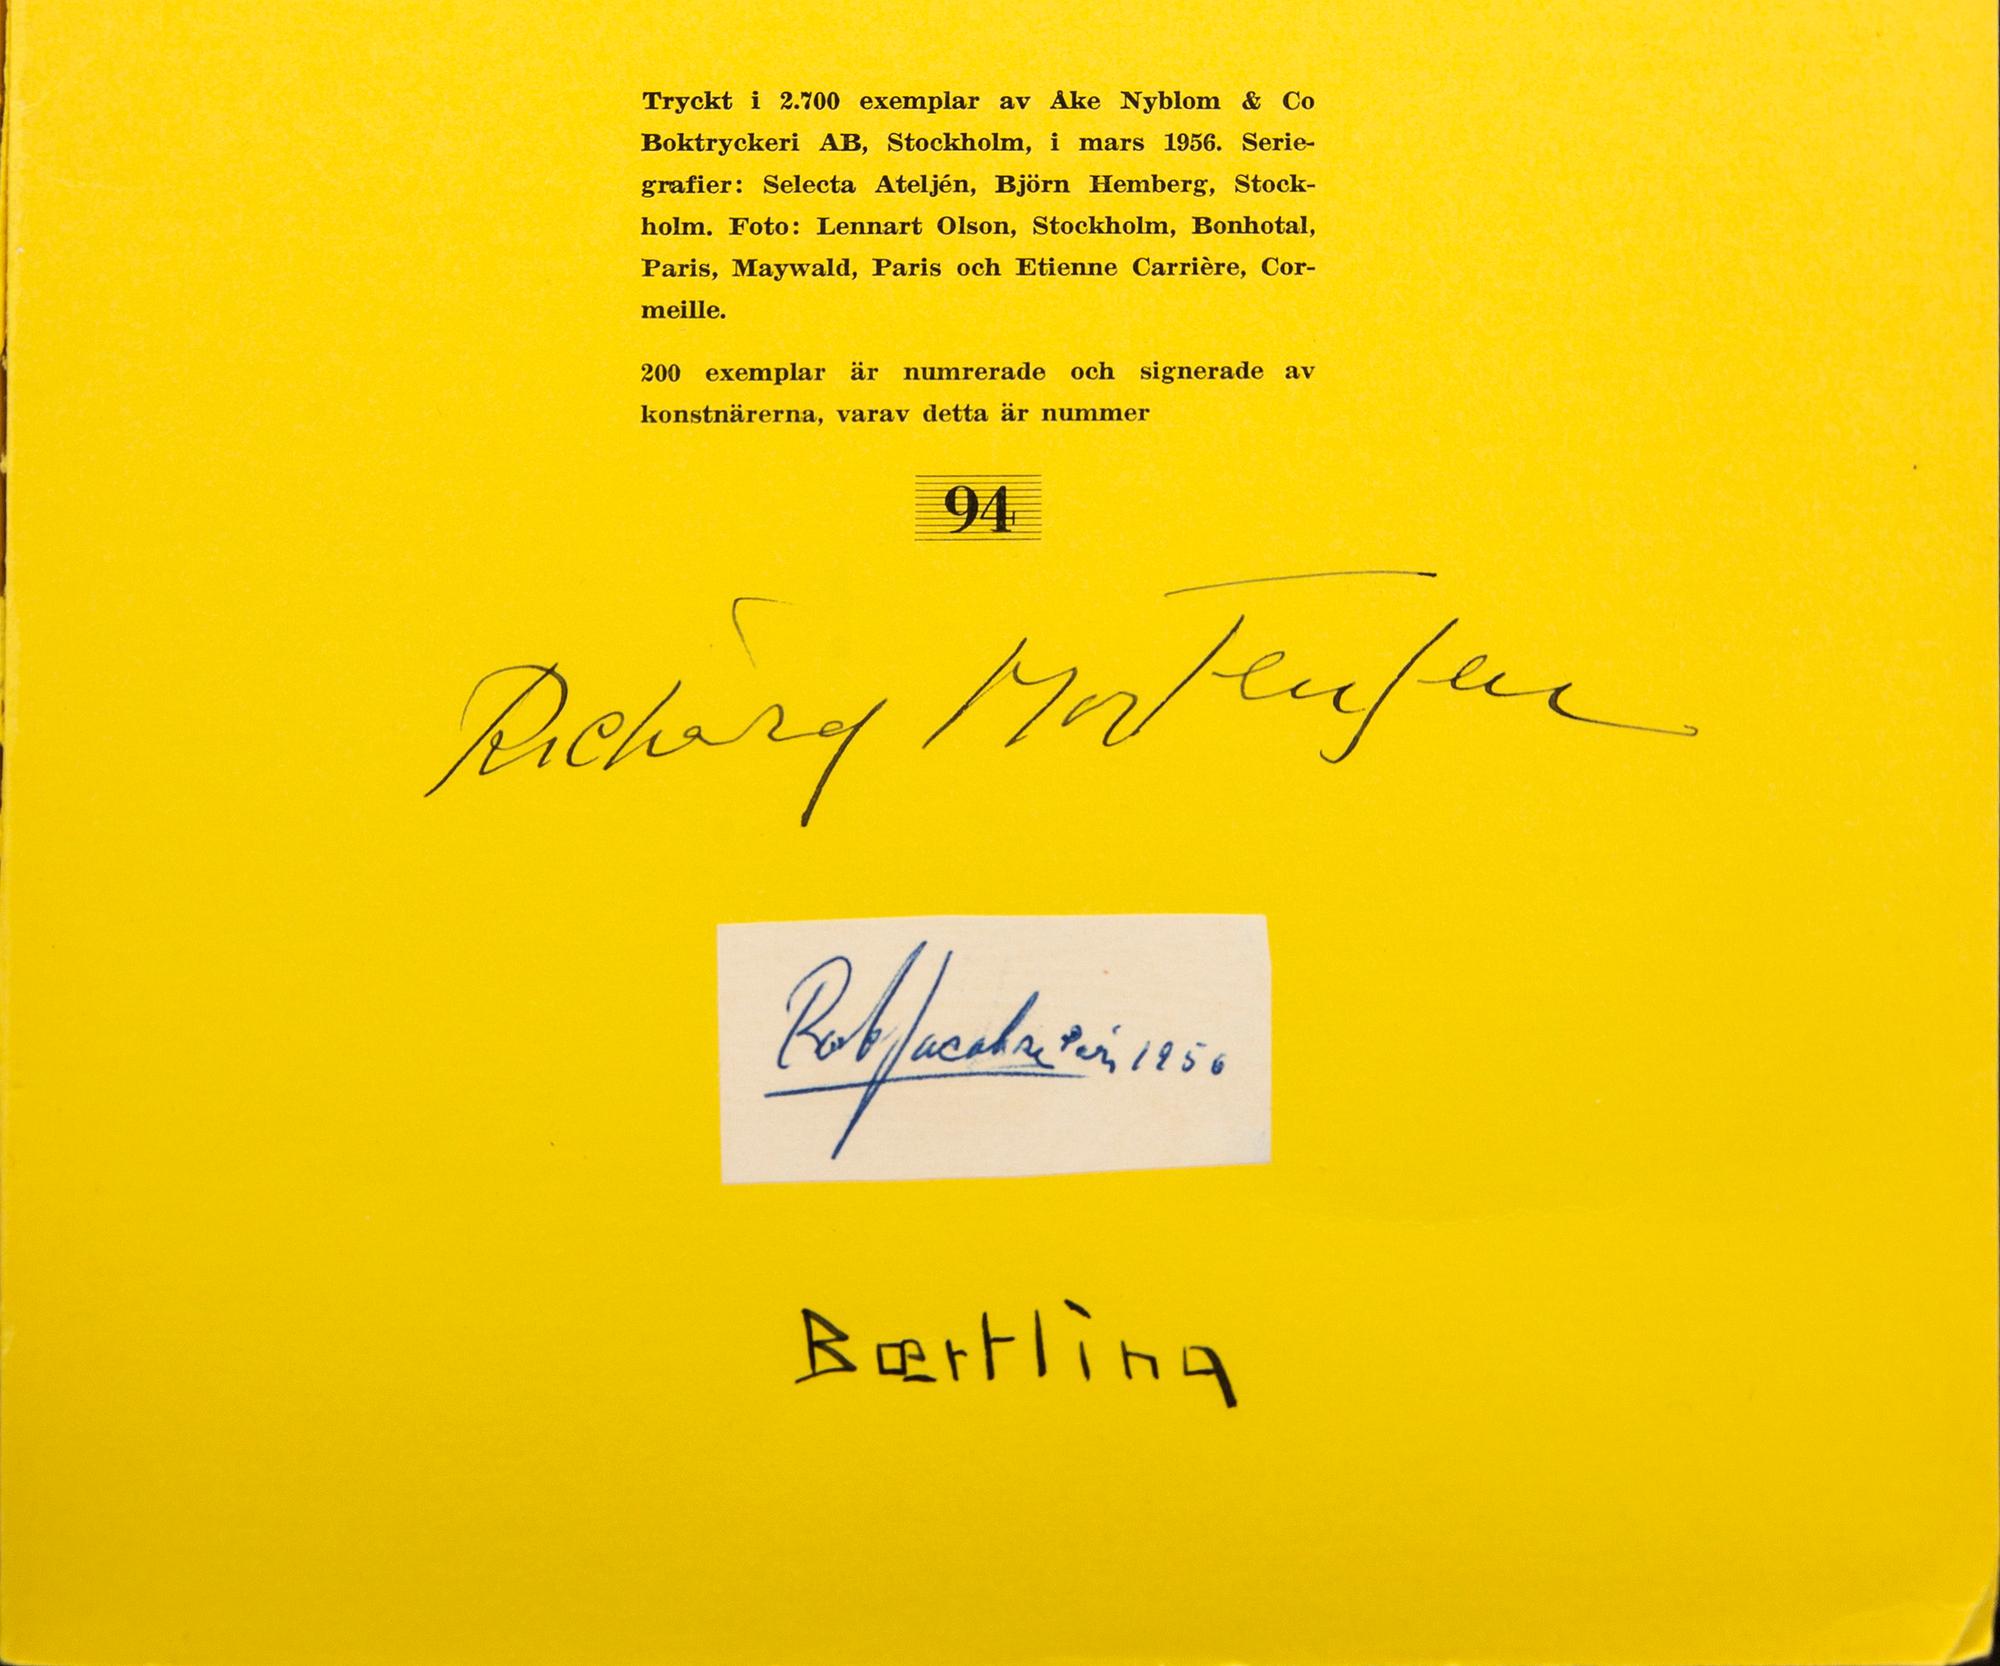 Tryckt i 2.700 exemplar av Åke Nyblom & Co
Boktryckeri AB, Stockholm, i mars 1956. Serie-
grafier: Selecta Ateljén, Björn Hemberg, Stock-
holm. Foto: Lennart Olson, Stockholm, Bonhotal,
Paris, Maywald, Paris och Etienne Carrière, Cor-
meille.
200 exemplar är numrerade och signerade av
konstnärerna, varav detta är nummer
94
Richard Mortensen
Rob Jacobsen 1956
Bærtling